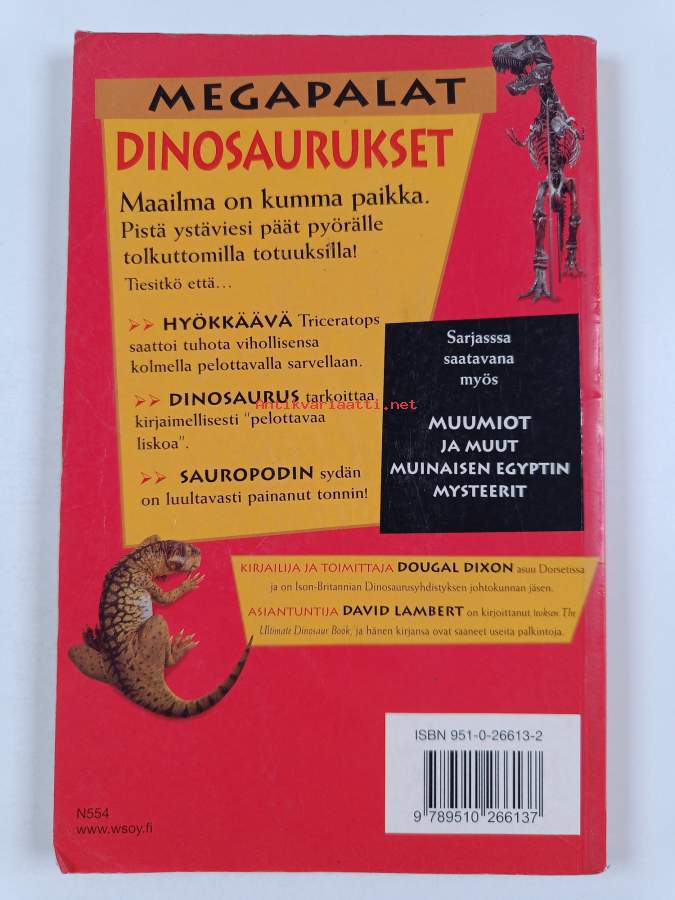 MEGAPALAT
DINOSAURUKSET
Maailma on kumma paikka.
Pistä ystäviesi päät pyörälle
tolkuttomilla totuuksilla!
Tiesitkö että...
HYÖKKÄÄVÄ Triceratops
saattoi tuhota vihollisensa
kolmella pelottavalla sarvellaan.
DINOSAURUS tarkoittaa
Antikvariaatti.net
kirjaimellisesti "pelottavaa
liskoa".
SAUROPODIN sydän
on luultavasti painanut tonnin!
Sarjasssa
saatavana
myös
MUUMIOT
JA MUUT
MUINAISEN EGYPTIN
MYSTEERIT
KIRJAILIJA JA TOIMITTAJA DOUGAL DIXON asuu Dorsetissa
ja on Ison-Britannian Dinosaurusyhdistyksen johtokunnan jäsen.
ASIANTUNTIJA DAVID LAMBERT on kirjoittanut teoksen The
Ultimate Dinosaur Book, ja hänen kirjansa ovat saaneet useita palkintoja.
ISBN 951-0-26613-2
9 789510 266137
N554
www.wsoy.fi